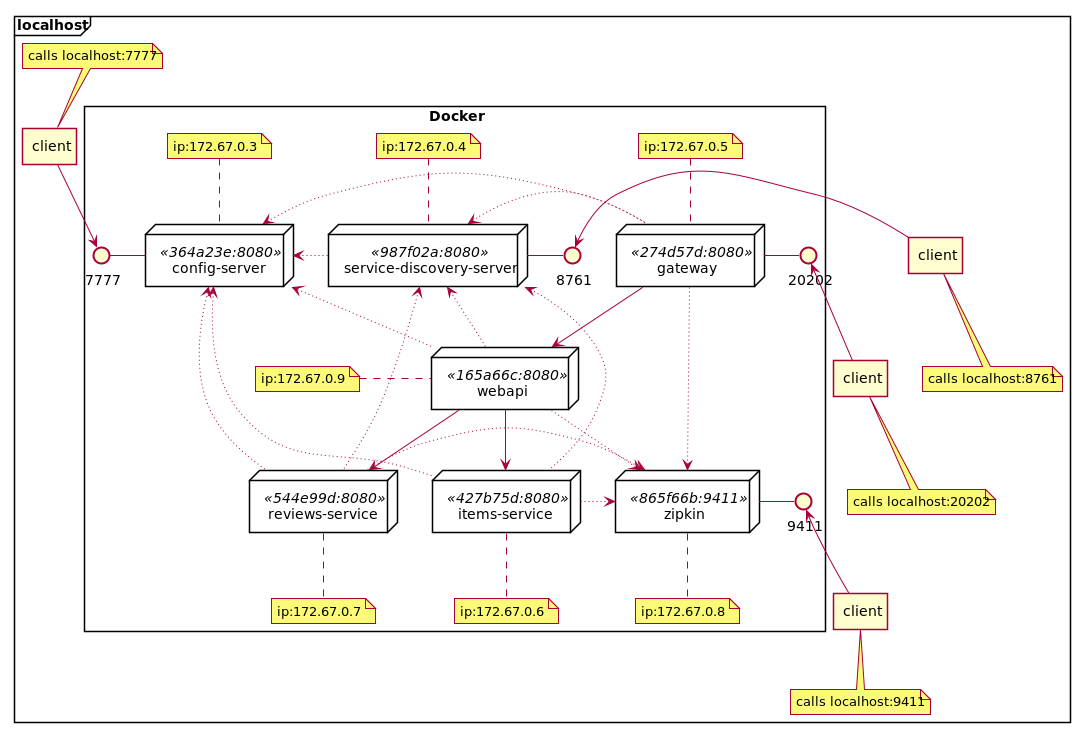 localhost
calls localhost:7777
Docker
client
ip:172.67.0.3
ip:172.67.0.4
ip:172.67.0.5
«364a23e:8080»
config-server
7777
«987f02a:8080»
service-discovery-server
8761
«274d57d:8080»
gateway
20202
client
ip:172.67.0.9
«165a66c:8080»
webapi
client
calls localhost:8761
«544e99d:8080»
reviews-service
«427b75d:8080»
items-service
«865f66b:9411»
zipkin
9411
calls localhost:20202
ip:172.67.0.7
ip:172.67.0.6
ip:172.67.0.8
client
calls localhost:9411